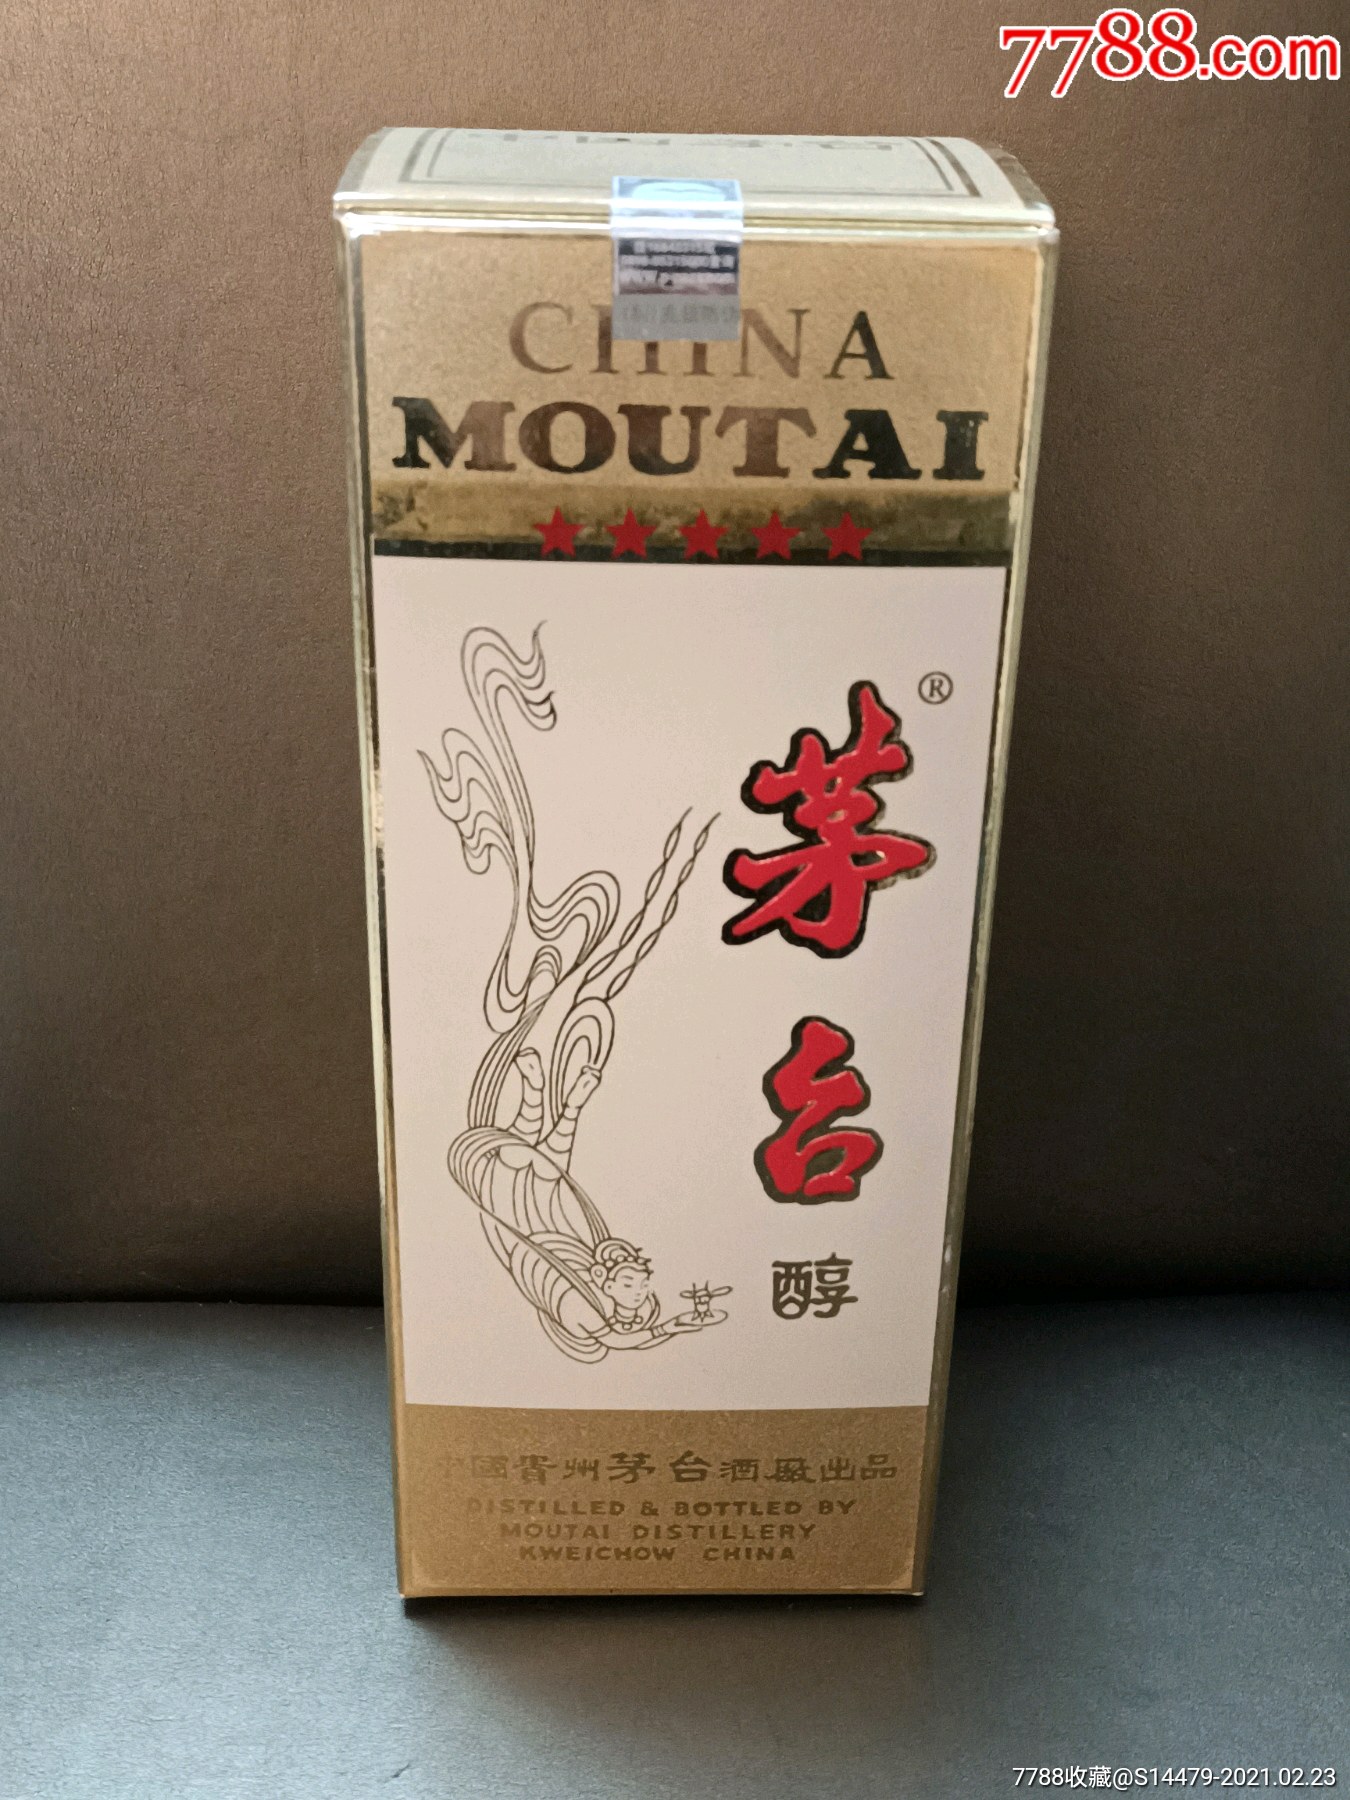 7788.com
CHINA
MOUTAI
®
茅
台
醇
中國貴州茅台酒廠出品
DISTILLED & BOTTLED BY
MOUTAI DISTILLERY
KWEICHOW CHINA
7788收藏@S14479-2021.02.23